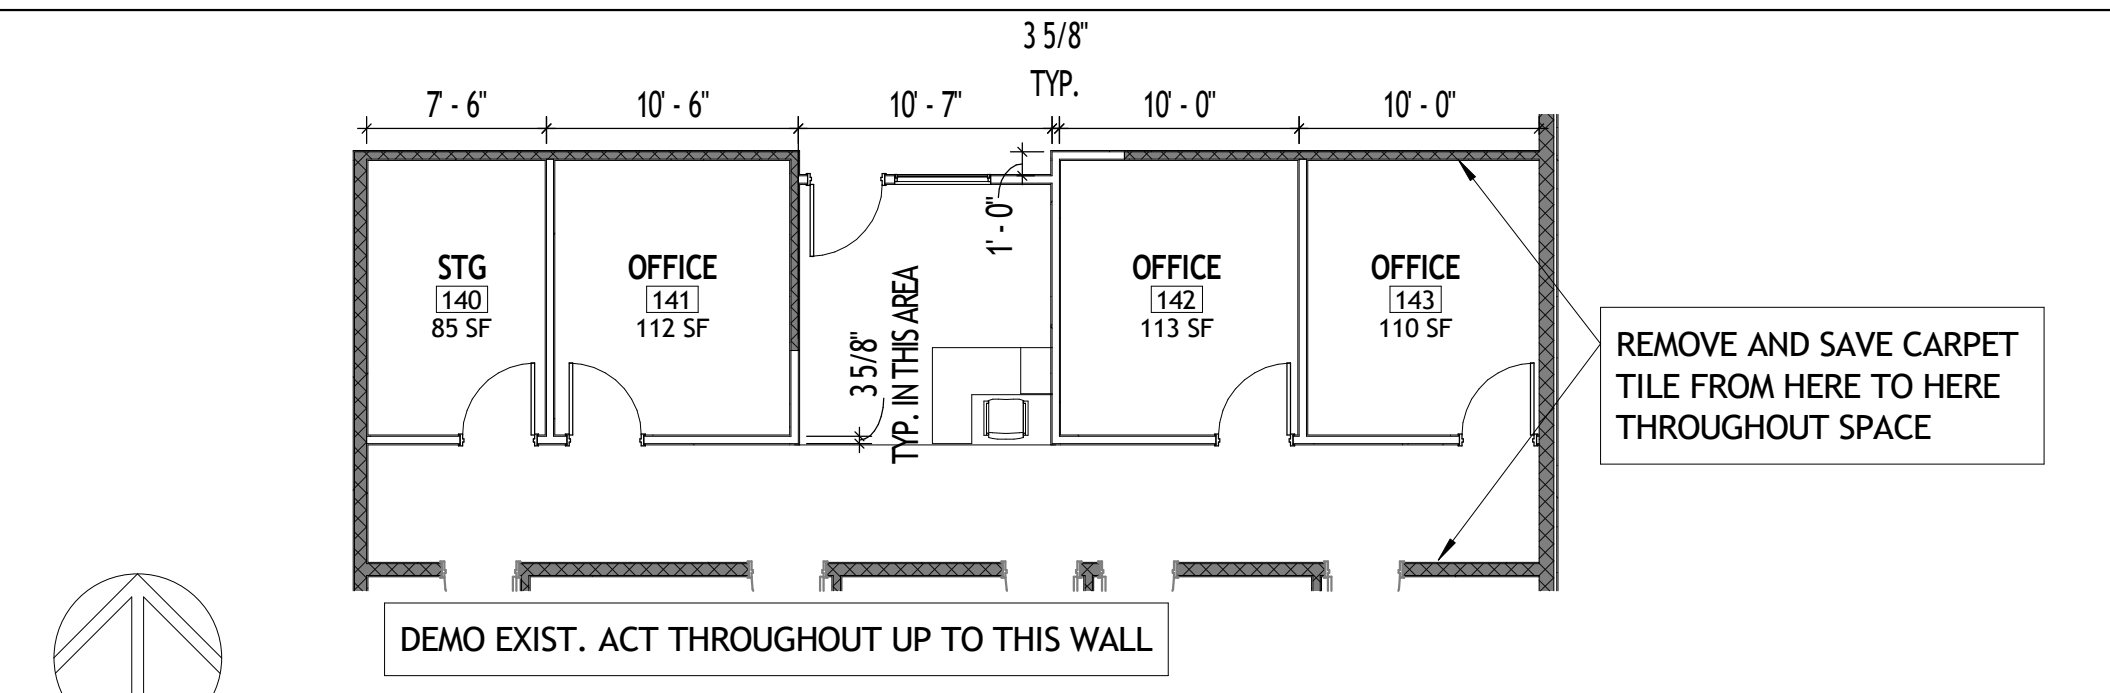 3 5/8"
TYP.
7' - 6"
10' - 6"
10' - 7"
10' - 0"
10' - 0"
1' - 0"
STG
140
85 SF
OFFICE
141
112 SF
3 5/8"
TYP. IN THIS AREA
OFFICE
142
113 SF
OFFICE
143
110 SF
REMOVE AND SAVE CARPET
TILE FROM HERE TO HERE
THROUGHOUT SPACE
DEMO EXIST. ACT THROUGHOUT UP TO THIS WALL